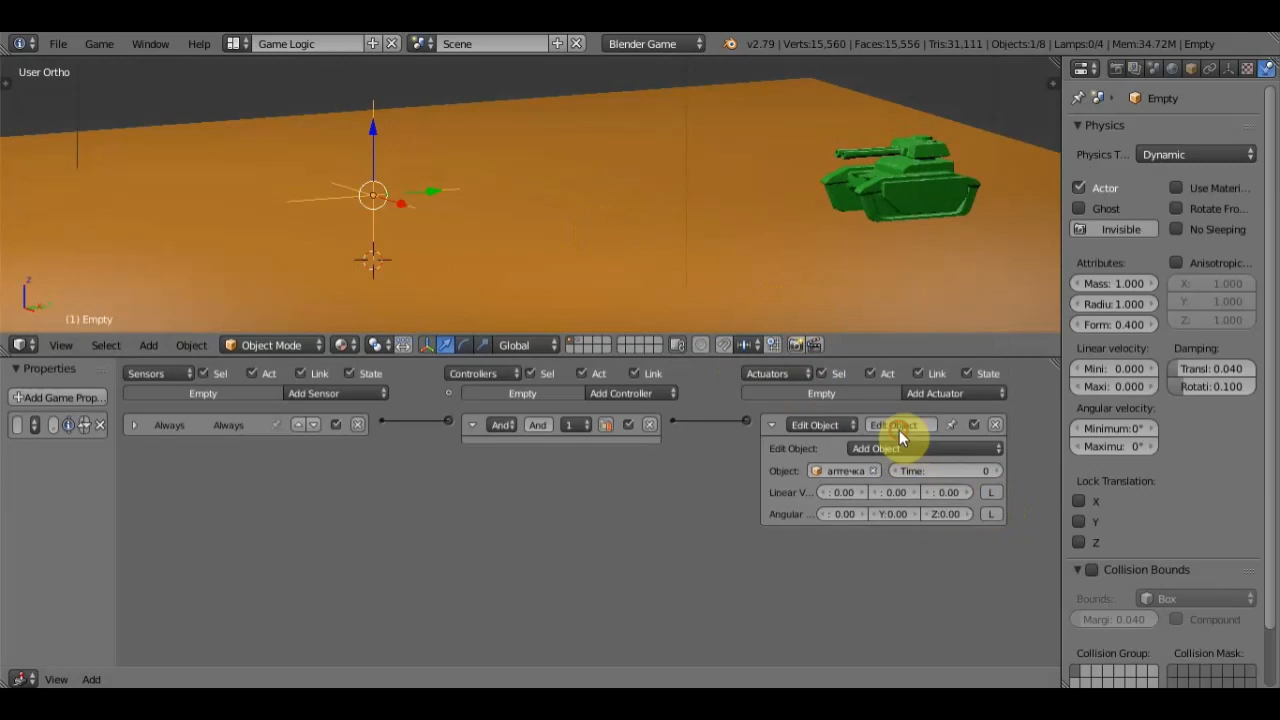 File Game Window Help Game Logic Scene Blender Game v2.79 | Verts:15,560 | Faces:15,556 | Tris:31,111 | Objects:1/8 | Lamps:0/4 | Mem:34.72M | Empty
User Ortho
Empty
Physics
Physics T... Dynamic
Actor Use Materi...
Ghost Rotate Fro...
Invisible No Sleeping
Attributes: Anisotropic...
Mass: 1.000 X: 1.000
Radiu: 1.000 Y: 1.000
Form: 0.400 Z: 1.000
Linear velocity: Damping:
Mini: 0.000 Transl: 0.040
Maxi: 0.000 Rotati: 0.100
Angular velocity:
Minimum: 0°
Maximu: 0°
Lock Translation:
X
Y
Z
Collision Bounds
Bounds: Box
Margi: 0.040 Compound
Collision Group: Collision Mask:
z
(1) Empty
View Select Add Object Object Mode Global
Properties
Add Game Prop...
Sensors Sel Act Link State
Empty Add Sensor
Always Always
Controllers Sel Act Link
Empty Add Controller
And And 1
Actuators Sel Act Link State
Empty Add Actuator
Edit Object Edit Object
Edit Object: Add Object
Object: аптечка Time: 0
Linear V... : 0.00 : 0.00 : 0.00 L
Angular ... : 0.00 Y:0.00 Z:0.00 L
View Add